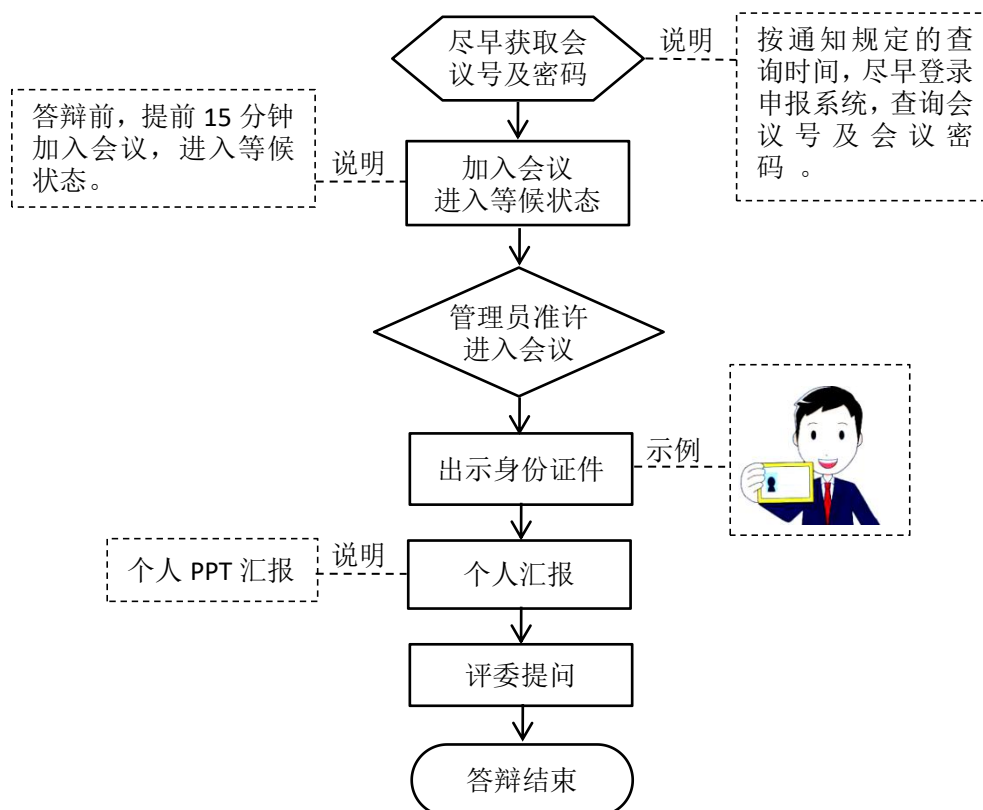 尽早获取会
议号及密码
说明
按通知规定的查
询时间，尽早登录
申报系统，查询会
议号及会议密
码。
答辩前，提前 15 分钟
加入会议，进入等候
状态。
说明
加入会议
进入等候状态
管理员准许
进入会议
出示身份证件
示例
个人 PPT 汇报
说明
个人汇报
评委提问
答辩结束